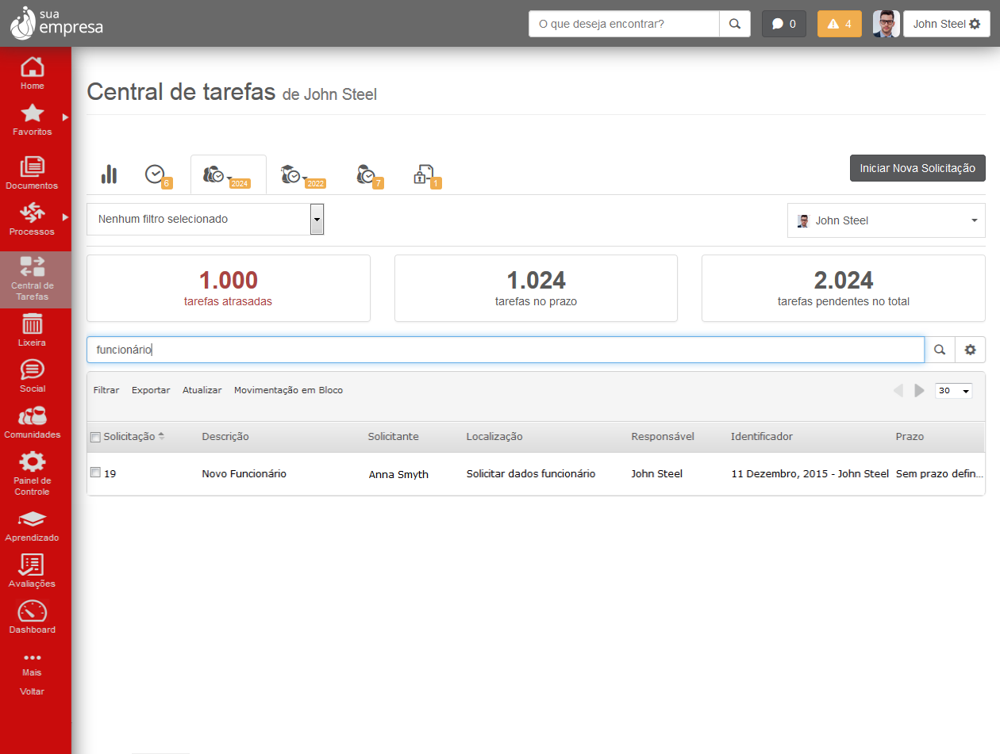 sua
empresa
O que deseja encontrar?
0
4
John Steel
Home
Favoritos
Documentos
Processos
Central de
Tarefas
Lixeira
Social
Comunidades
Painel de
Controle
Aprendizado
Avaliações
Dashboard
Mais
Voltar
Central de tarefas de John Steel
6
2024
2022
7
1
Iniciar Nova Solicitação
Nenhum filtro selecionado
John Steel
1.000
tarefas atrasadas
1.024
tarefas no prazo
2.024
tarefas pendentes no total
funcionário
Filtrar Exportar Atualizar Movimentação em Bloco
30
Solicitação Descrição Solicitante Localização Responsável Identificador Prazo
19 Novo Funcionário Anna Smyth Solicitar dados funcionário John Steel 11 Dezembro, 2015 - John Steel Sem prazo defin...